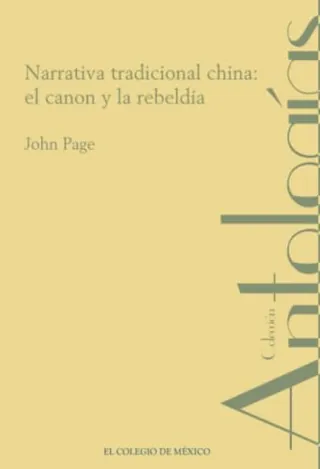 Narrativa tradicional china:
el canon y la rebeldía
John Page
Colección
Antologías
EL COLEGIO DE MÉXICO